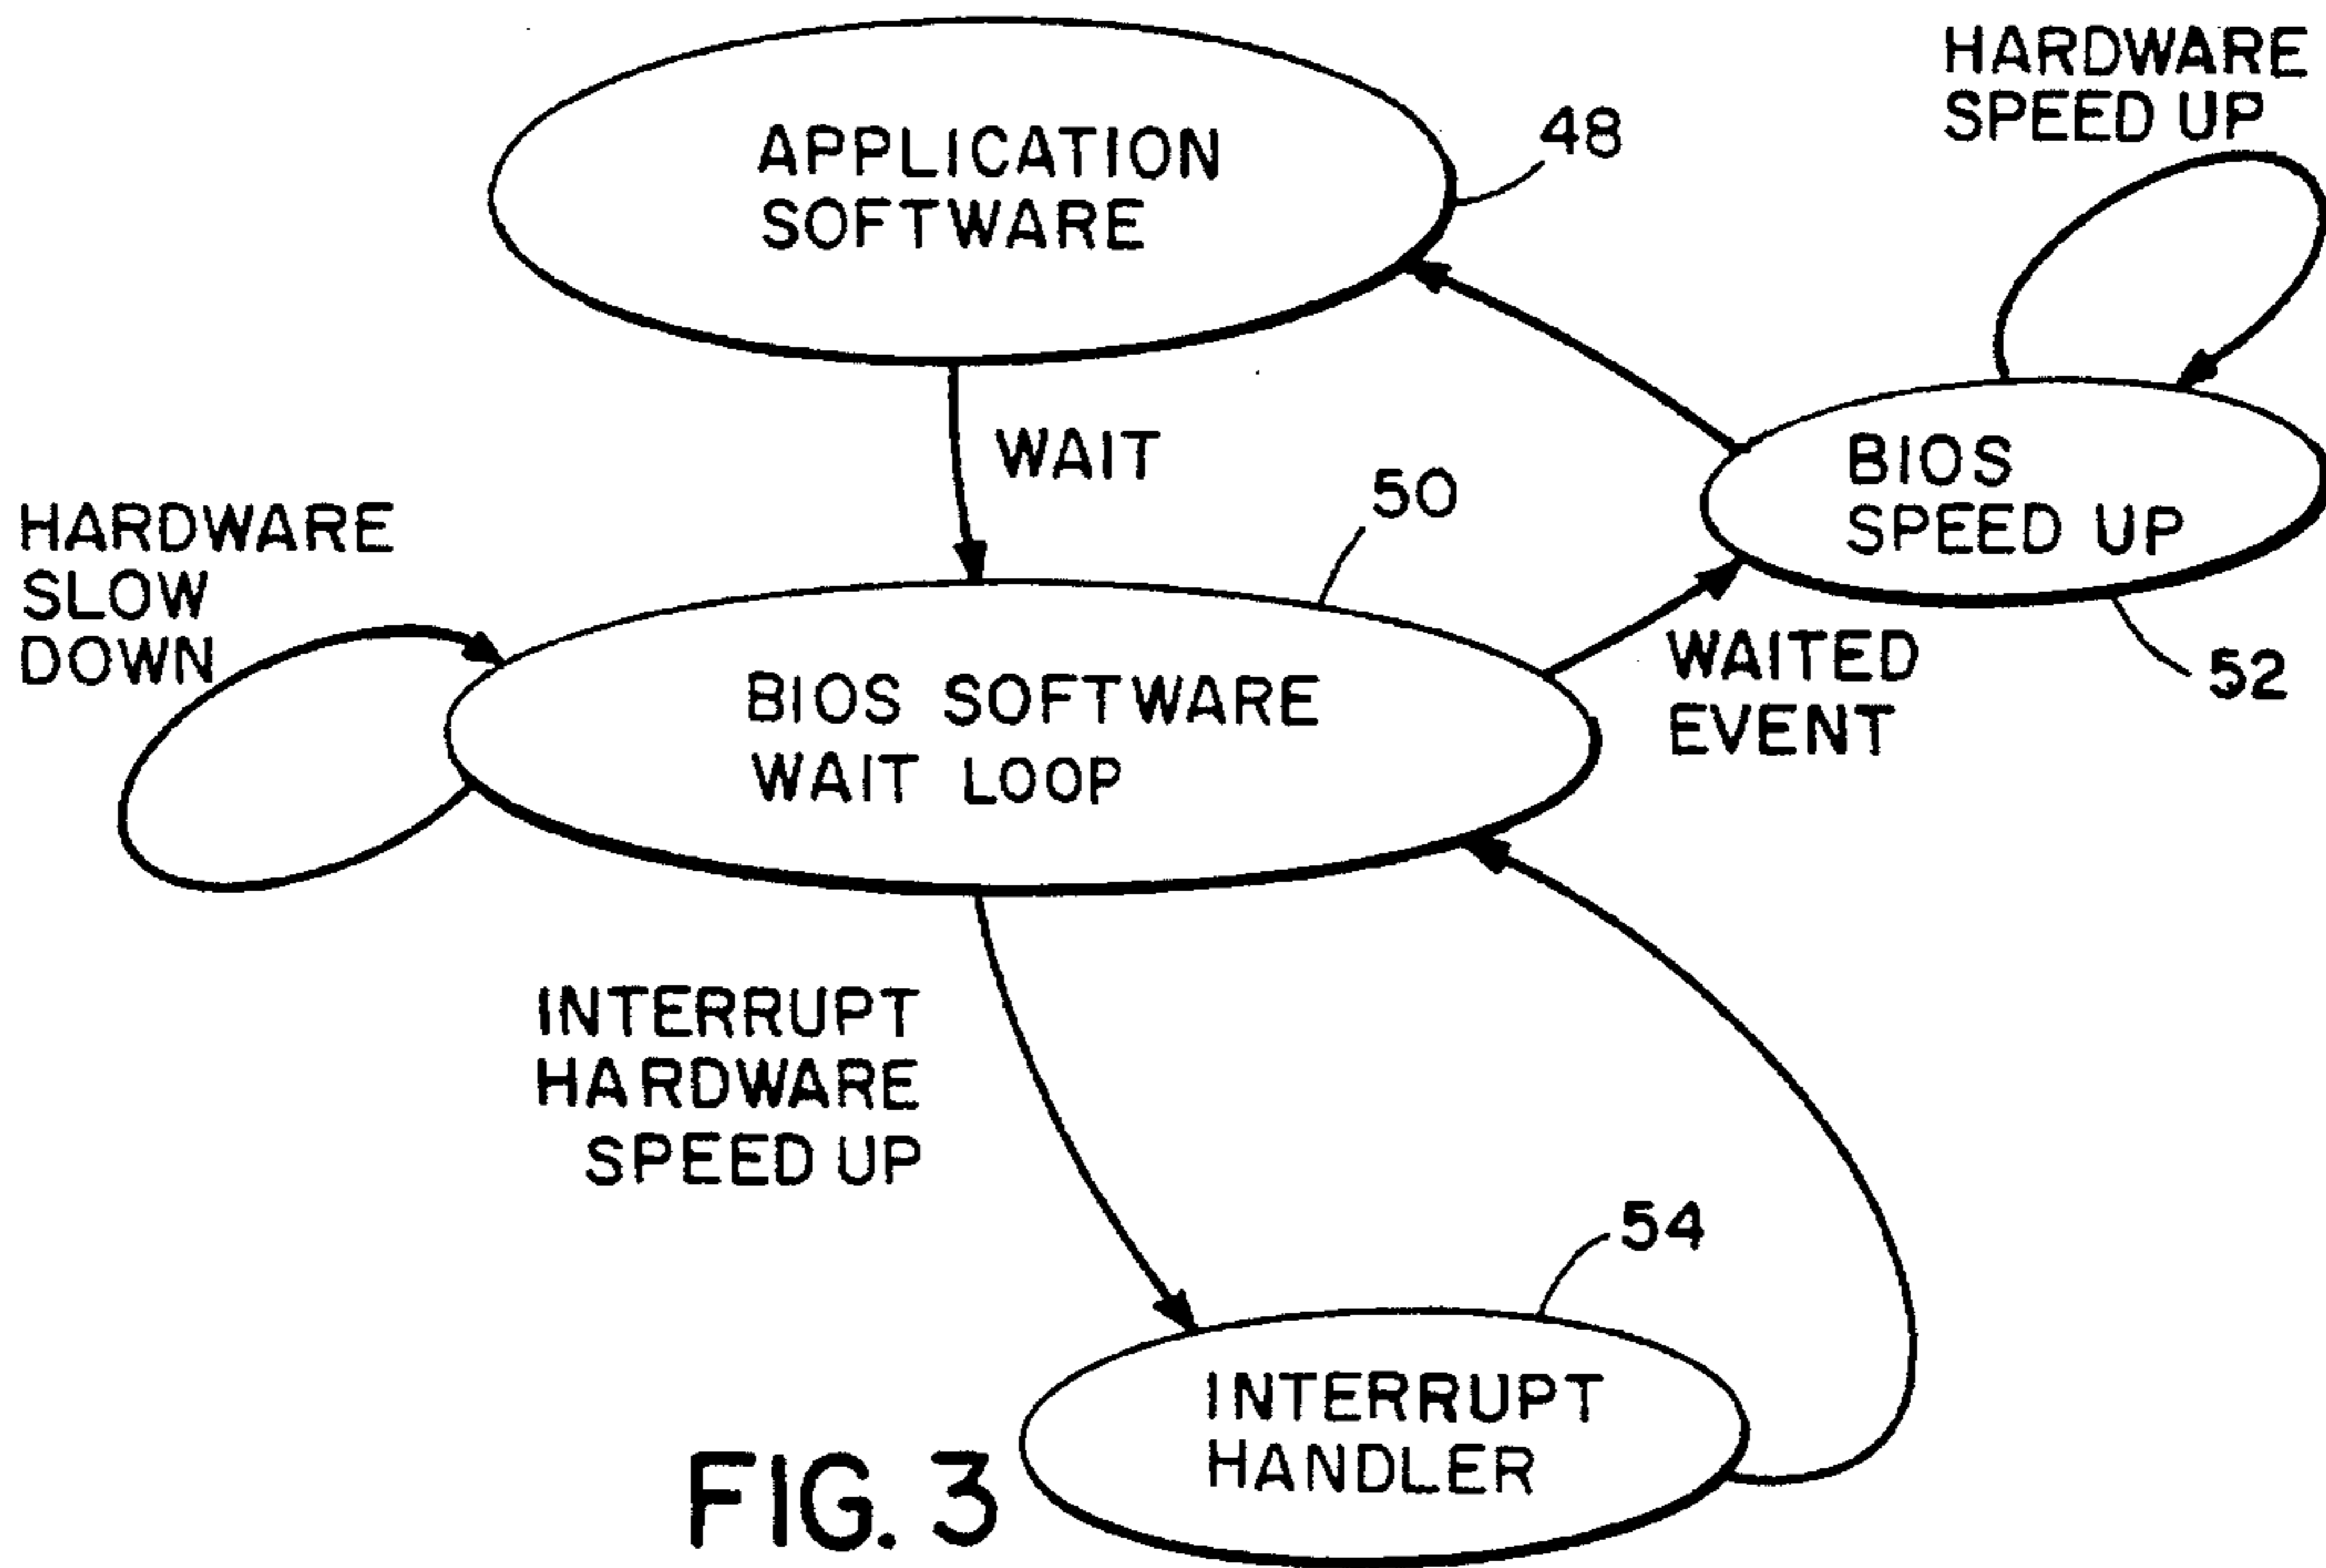 HARDWARE
SPEED UP
48
APPLICATION
SOFTWARE
WAIT
50
BIOS
SPEED UP
HARDWARE
SLOW
DOWN
WAITED
EVENT
52
BIOS SOFTWARE
WAIT LOOP
INTERRUPT
HARDWARE
SPEED UP
54
INTERRUPT
HANDLER
FIG. 3